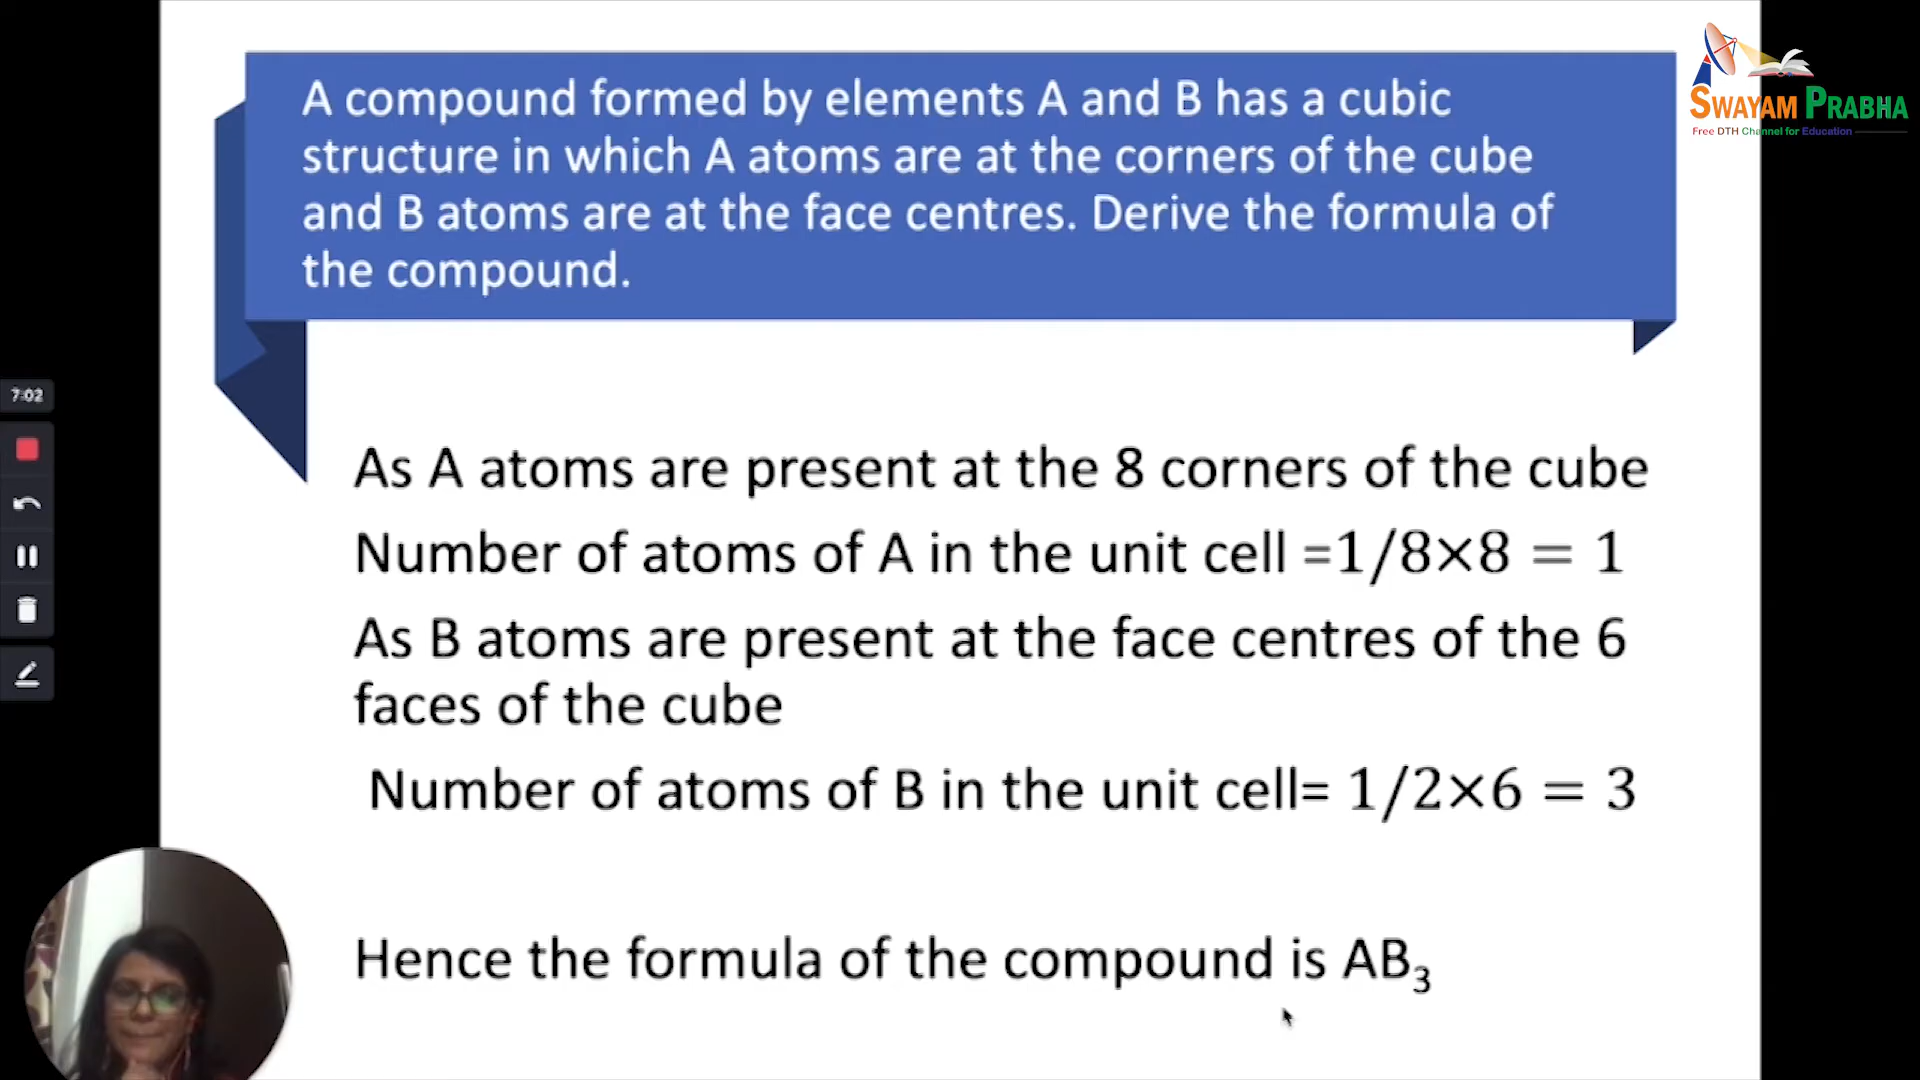 A compound formed by elements A and B has a cubic
structure in which A atoms are at the corners of the cube
and B atoms are at the face centres. Derive the formula of
the compound.
SWAYAM PRABHA
Free DTH Channel for Education
7:02
As A atoms are present at the 8 corners of the cube
Number of atoms of A in the unit cell =1/8×8 = 1
As B atoms are present at the face centres of the 6
faces of the cube
Number of atoms of B in the unit cell= 1/2×6 = 3
Hence the formula of the compound is AB₃